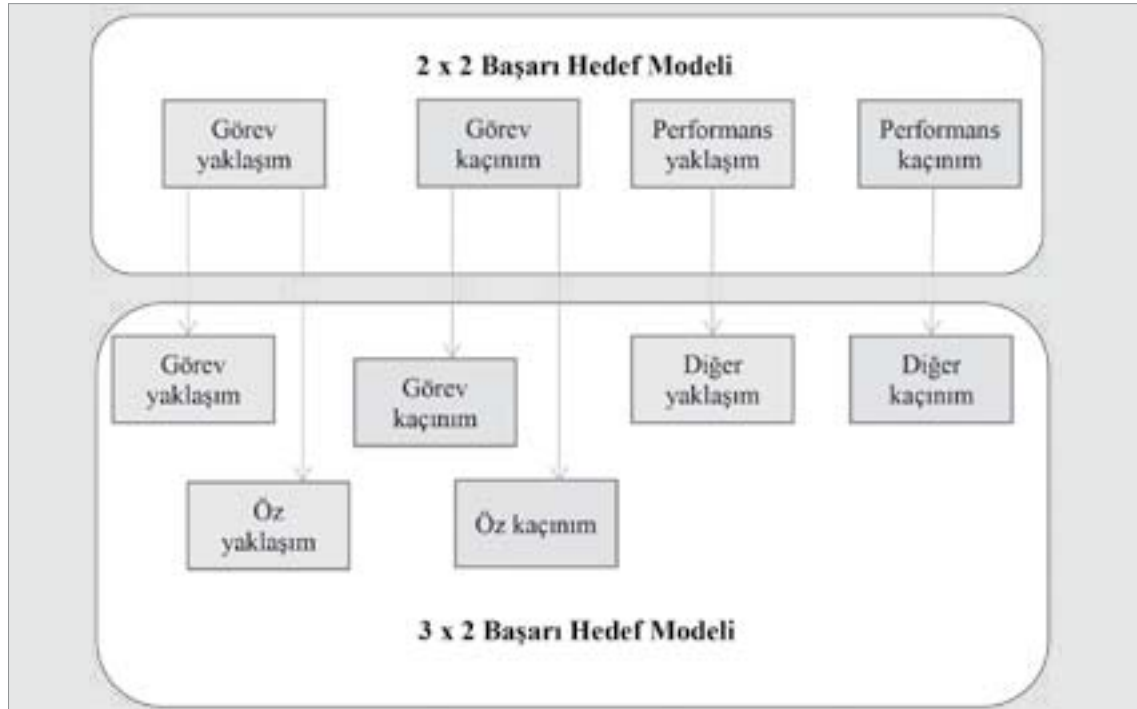 2 x 2 Başarı Hedef Modeli
Görev
yaklaşım
Görev
kaçınım
Performans
yaklaşım
Performans
kaçınım
Görev
yaklaşım
Görev
kaçınım
Diğer
yaklaşım
Diğer
kaçınım
Öz
yaklaşım
Öz kaçınım
3 x 2 Başarı Hedef Modeli